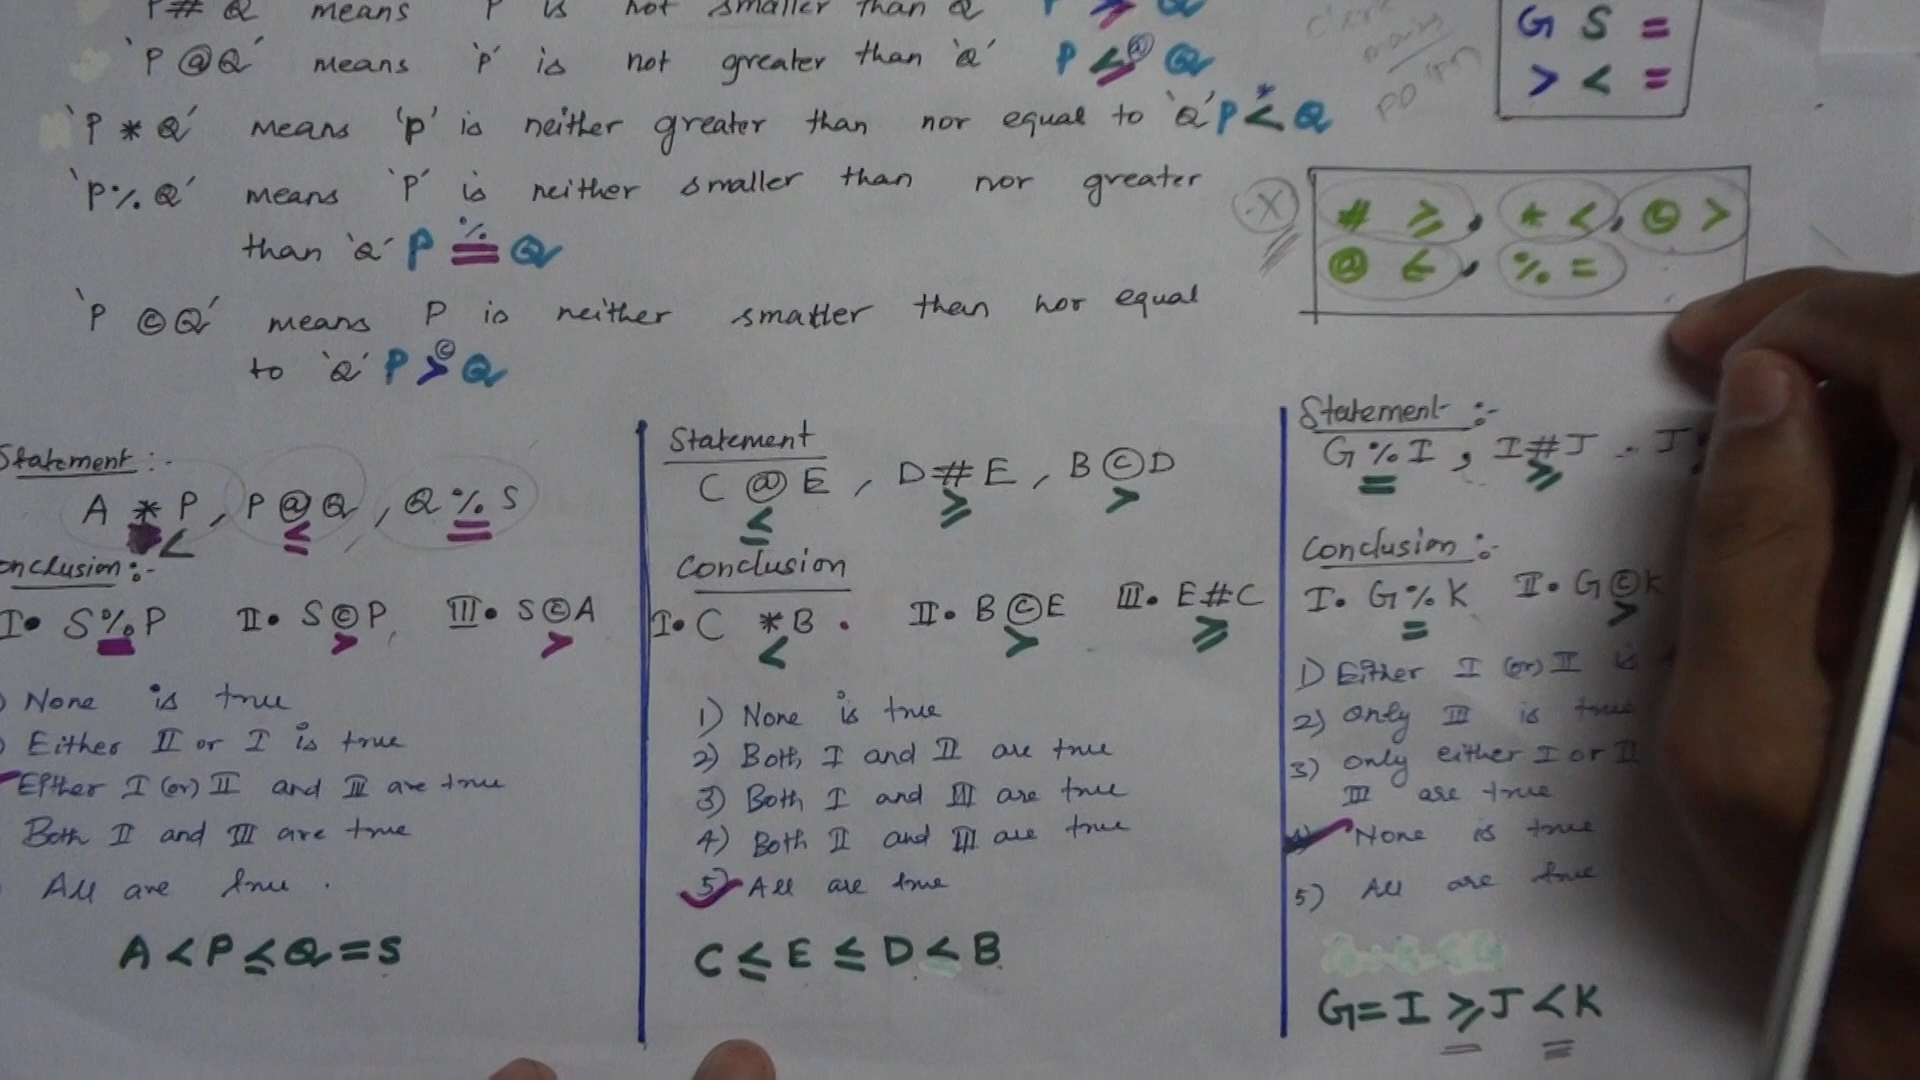 P # Q means P is not smaller than Q P ≥ Q
'P @ Q' means 'P' is not greater than 'Q' P ≤ @ Q
'P * Q' means 'P' is neither greater than nor equal to 'Q' P < * Q
'P % Q' means 'P' is neither smaller than nor greater
than 'Q' P = % Q
'P © Q' means P is neither smaller than nor equal
to 'Q' P > © Q
G S =
> < =
# ≥, * <, © >
@ ≤, % =
Statement :-
A * P, P @ Q, Q % S
< ≤ =
Conclusion :-
I• S % P II• S © P, III• S © A
= > >
None is true
Either II or I is true
Either I (or) II and III are true
Both II and III are true
All are true.
A < P ≤ Q = S
Statement
C @ E, D # E, B © D
≤ ≥ >
Conclusion
I• C * B. II• B © E III• E # C
< > ≥
1) None is true
2) Both I and II are true
3) Both I and III are true
4) Both II and III are true
5) All are true
C ≤ E ≤ D < B
Statement :-
G % I, I # J . J
= ≥
Conclusion :-
I• G % K II• G © K
= >
1) Either I (or) II is
2) Only III is true
3) Only either I or II
III are true
None is true
5) All are true
G = I ≥ J < K